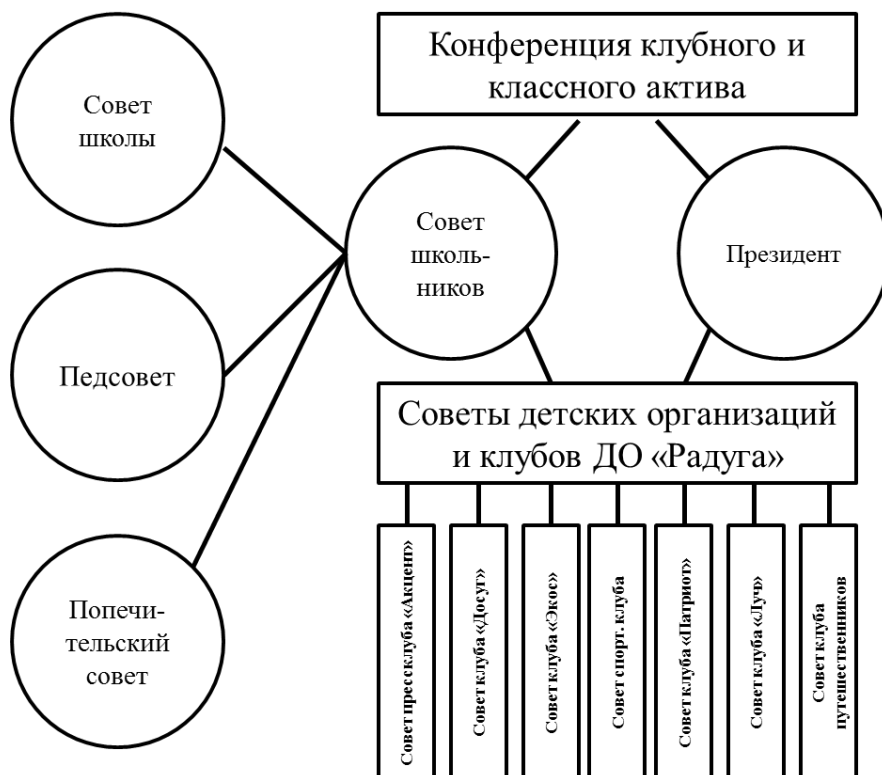 Совет
школы
Конференция клубного и
классного актива
Совет
школь-
ников
Президент
Педсовет
Советы детских организаций
и клубов ДО «Радуга»
Попечи-
тельский
совет
Совет прессклуба «Акцент»
Совет клуба «Досуг»
Совет клуба «Экос»
Совет спорт. клуба
Совет клуба «Патриот»
Совет клуба «Луч»
Совет клуба
путешественников